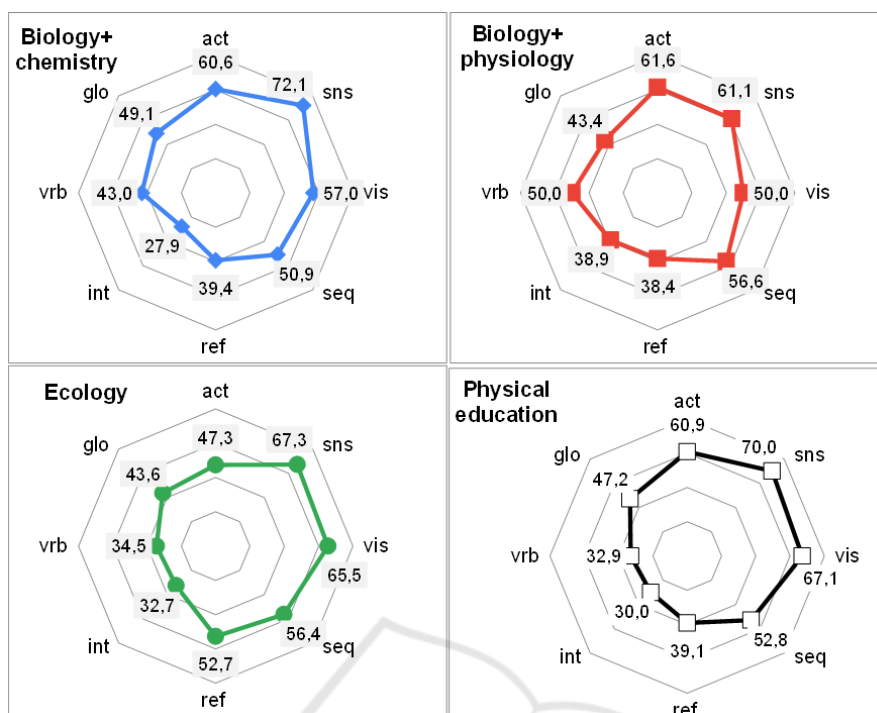 Biology+
chemistry
act
60,6
72,1
sns
glo
49,1
vrb
43,0
57,0
vis
27,9
50,9
int
39,4
seq
ref
Biology+
physiology
act
61,6
61,1
sns
glo
43,4
vrb
50,0
50,0
vis
38,9
56,6
int
38,4
seq
ref
Ecology
act
47,3
67,3
sns
glo
43,6
vrb
34,5
vis
65,5
32,7
56,4
int
52,7
seq
ref
Physical
education
act
60,9
70,0
sns
glo
47,2
vrb
32,9
vis
67,1
30,0
52,8
int
39,1
seq
ref